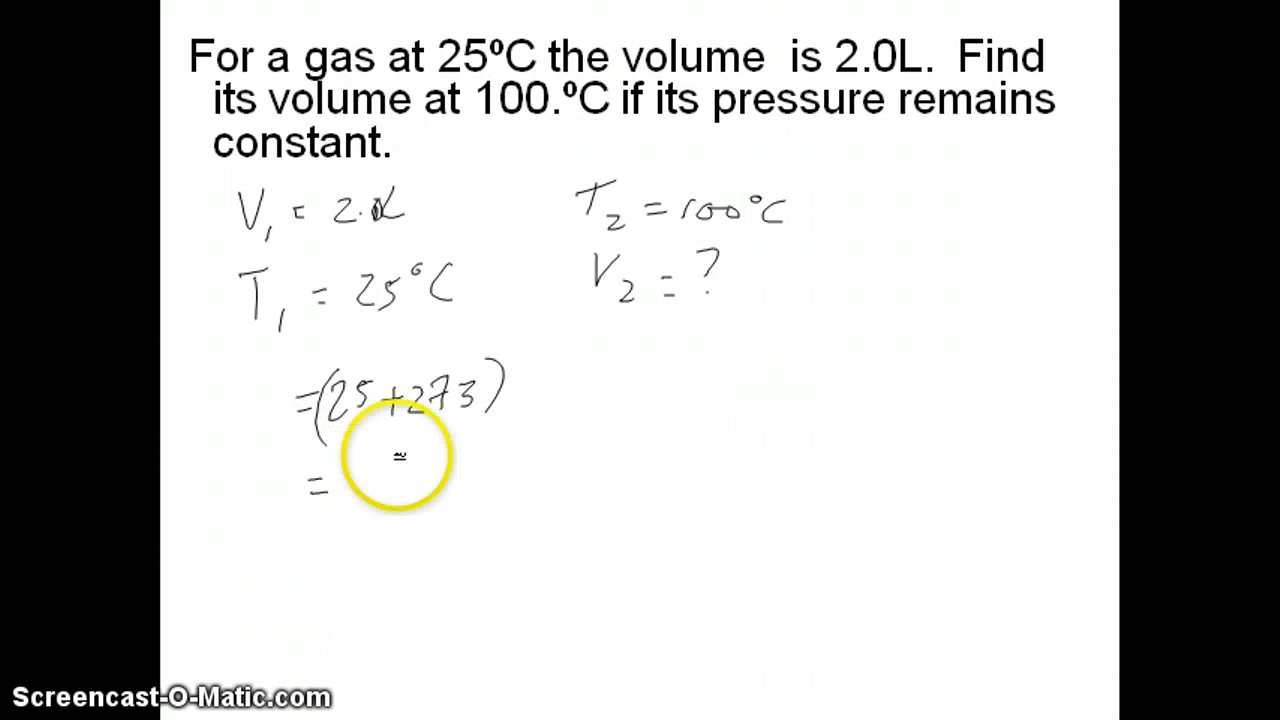 For a gas at 25ºC the volume is 2.0L. Find
its volume at 100.ºC if its pressure remains
constant.
V₁ = 2.0L
T₂ = 100°C
T₁ = 25°C
V₂ = ?
=(25+273)
=
Screencast-O-Matic.com